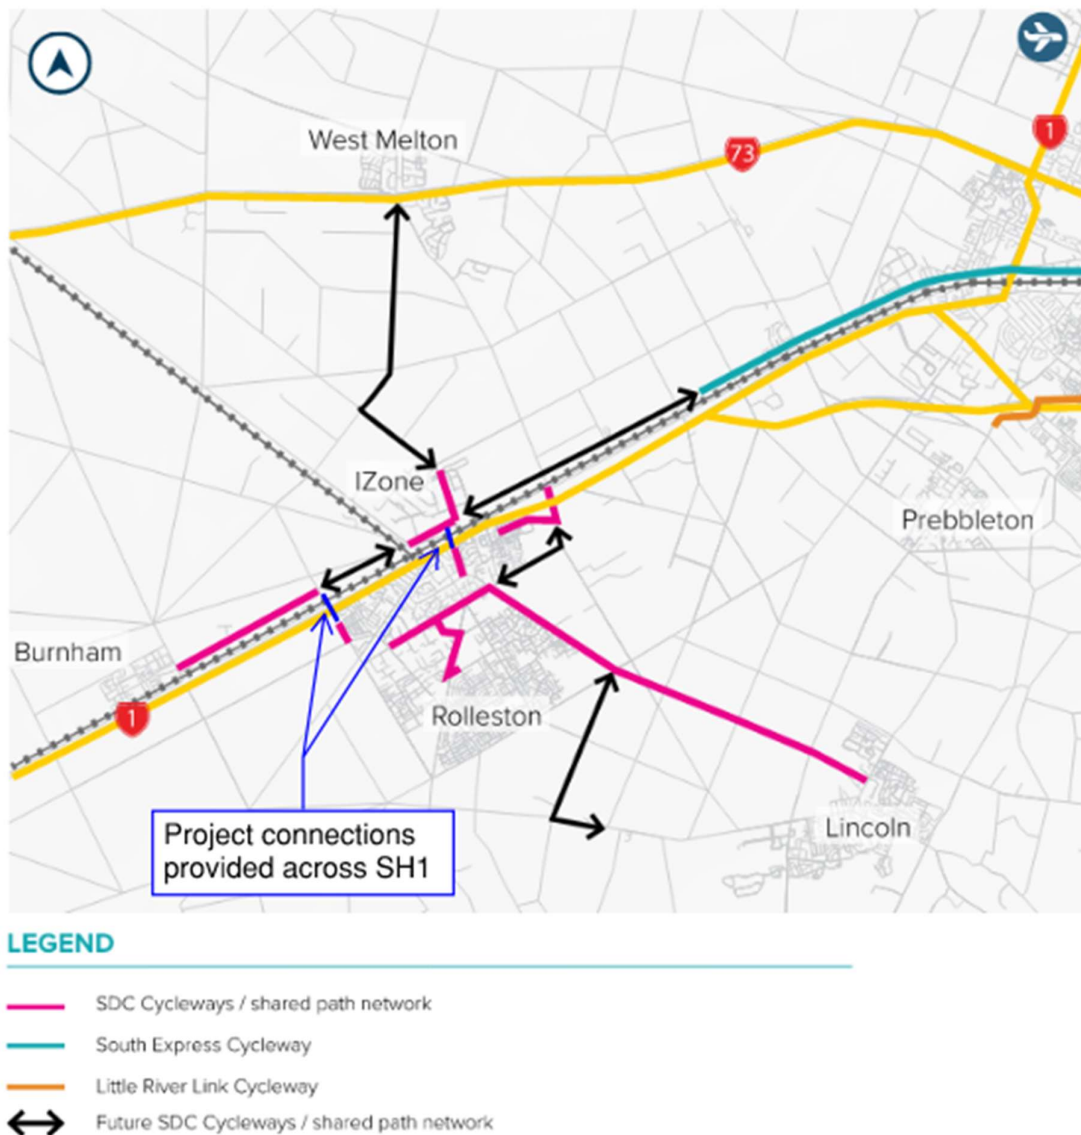 1
West Melton
73
IZone
Prebbleton
Burnham
1
Rolleston
Project connections
provided across SH1
Lincoln
LEGEND
SDC Cycleways / shared path network
South Express Cycleway
Little River Link Cycleway
Future SDC Cycleways / shared path network